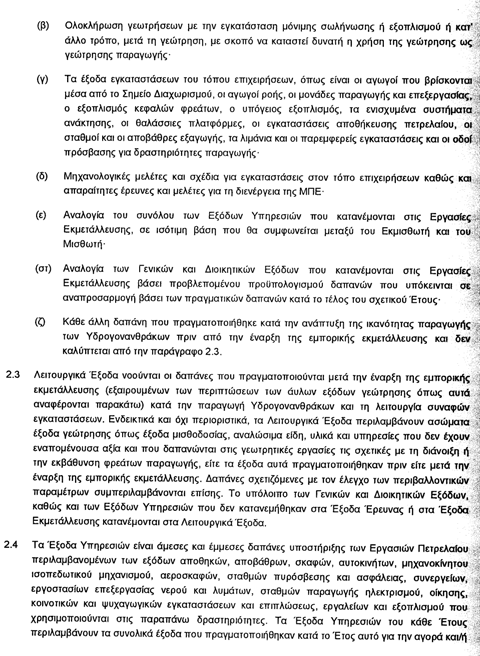 (β) Ολοκλήρωση γεωτρήσεων με την εγκατάσταση μόνιμης σωλήνωσης ή εξοπλισμού ή κατ'
άλλο τρόπο, μετά τη γεώτρηση, με σκοπό να καταστεί δυνατή η χρήση της γεώτρησης ως
γεώτρησης παραγωγής·
(γ) Τα έξοδα εγκαταστάσεων του τόπου επιχειρήσεων, όπως είναι οι αγωγοί που βρίσκονται
μέσα από το Σημείο Διαχωρισμού, οι αγωγοί ροής, οι μονάδες παραγωγής και επεξεργασίας,
ο εξοπλισμός κεφαλών φρεάτων, ο υπόγειος εξοπλισμός, τα ενισχυμένα συστήματα
ανάκτησης, οι θαλάσσιες πλατφόρμες, οι εγκαταστάσεις αποθήκευσης πετρελαίου, οι
σταθμοί και οι αποβάθρες εξαγωγής, τα λιμάνια και οι παρεμφερείς εγκαταστάσεις και οι οδοί
πρόσβασης για δραστηριότητες παραγωγής·
(δ) Μηχανολογικές μελέτες και σχέδια για εγκαταστάσεις στον τόπο επιχειρήσεων καθώς και
απαραίτητες έρευνες και μελέτες για τη διενέργεια της ΜΠΕ·
(ε) Αναλογία του συνόλου των Εξόδων Υπηρεσιών που κατανέμονται στις Εργασίες
Εκμετάλλευσης, σε ισότιμη βάση που θα συμφωνείται μεταξύ του Εκμισθωτή και του
Μισθωτή·
(στ) Αναλογία των Γενικών και Διοικητικών Εξόδων που κατανέμονται στις Εργασίες
Εκμετάλλευσης βάσει προβλεπομένου προϋπολογισμού δαπανών που υπόκεινται σε
αναπροσαρμογή βάσει των πραγματικών δαπανών κατά το τέλος του σχετικού Έτους·
(ζ) Κάθε άλλη δαπάνη που πραγματοποιήθηκε κατά την ανάπτυξη της ικανότητας παραγωγής
των Υδρογονανθράκων πριν από την έναρξη της εμπορικής εκμετάλλευσης και δεν
καλύπτεται από την παράγραφο 2.3.
2.3 Λειτουργικά Έξοδα νοούνται οι δαπάνες που πραγματοποιούνται μετά την έναρξη της εμπορικής
εκμετάλλευσης (εξαιρουμένων των περιπτώσεων των άυλων εξόδων γεώτρησης όπως αυτά
αναφέρονται παρακάτω) κατά την παραγωγή Υδρογονανθράκων και τη λειτουργία συναφών
εγκαταστάσεων. Ενδεικτικά και όχι περιοριστικά, τα Λειτουργικά Έξοδα περιλαμβάνουν ασώματα
έξοδα γεώτρησης όπως έξοδα μισθοδοσίας, αναλώσιμα είδη, υλικά και υπηρεσίες που δεν έχουν
εναπομένουσα αξία και που δαπανώνται στις γεωτρητικές εργασίες τις σχετικές με τη διάνοιξη ή
την εκβάθυνση φρεάτων παραγωγής, είτε τα έξοδα αυτά πραγματοποιήθηκαν πριν είτε μετά την
έναρξη της εμπορικής εκμετάλλευσης. Δαπάνες σχετιζόμενες με τον έλεγχο των περιβαλλοντικών
παραμέτρων συμπεριλαμβάνονται επίσης. Το υπόλοιπο των Γενικών και Διοικητικών Εξόδων,
καθώς και των Εξόδων Υπηρεσιών που δεν κατανεμήθηκαν στα Έξοδα Έρευνας ή στα Έξοδα
Εκμετάλλευσης κατανέμονται στα Λειτουργικά Έξοδα.
2.4 Τα Έξοδα Υπηρεσιών είναι άμεσες και έμμεσες δαπάνες υποστήριξης των Εργασιών Πετρελαίου
περιλαμβανομένων των εξόδων αποθηκών, αποβάθρων, σκαφών, αυτοκινήτων, μηχανοκίνητου
ισοπεδωτικού μηχανισμού, αεροσκαφών, σταθμών πυρόσβεσης και ασφάλειας, συνεργείων,
εργοστασίων επεξεργασίας νερού και λυμάτων, σταθμών παραγωγής ηλεκτρισμού, οίκησης,
κοινοτικών και ψυχαγωγικών εγκαταστάσεων και επιπλώσεως, εργαλείων και εξοπλισμού που
χρησιμοποιούνται στις παραπάνω δραστηριότητες. Τα Έξοδα Υπηρεσιών του κάθε Έτους
περιλαμβάνουν τα συνολικά έξοδα που πραγματοποιήθηκαν κατά το Έτος αυτό για την αγορά και/ή